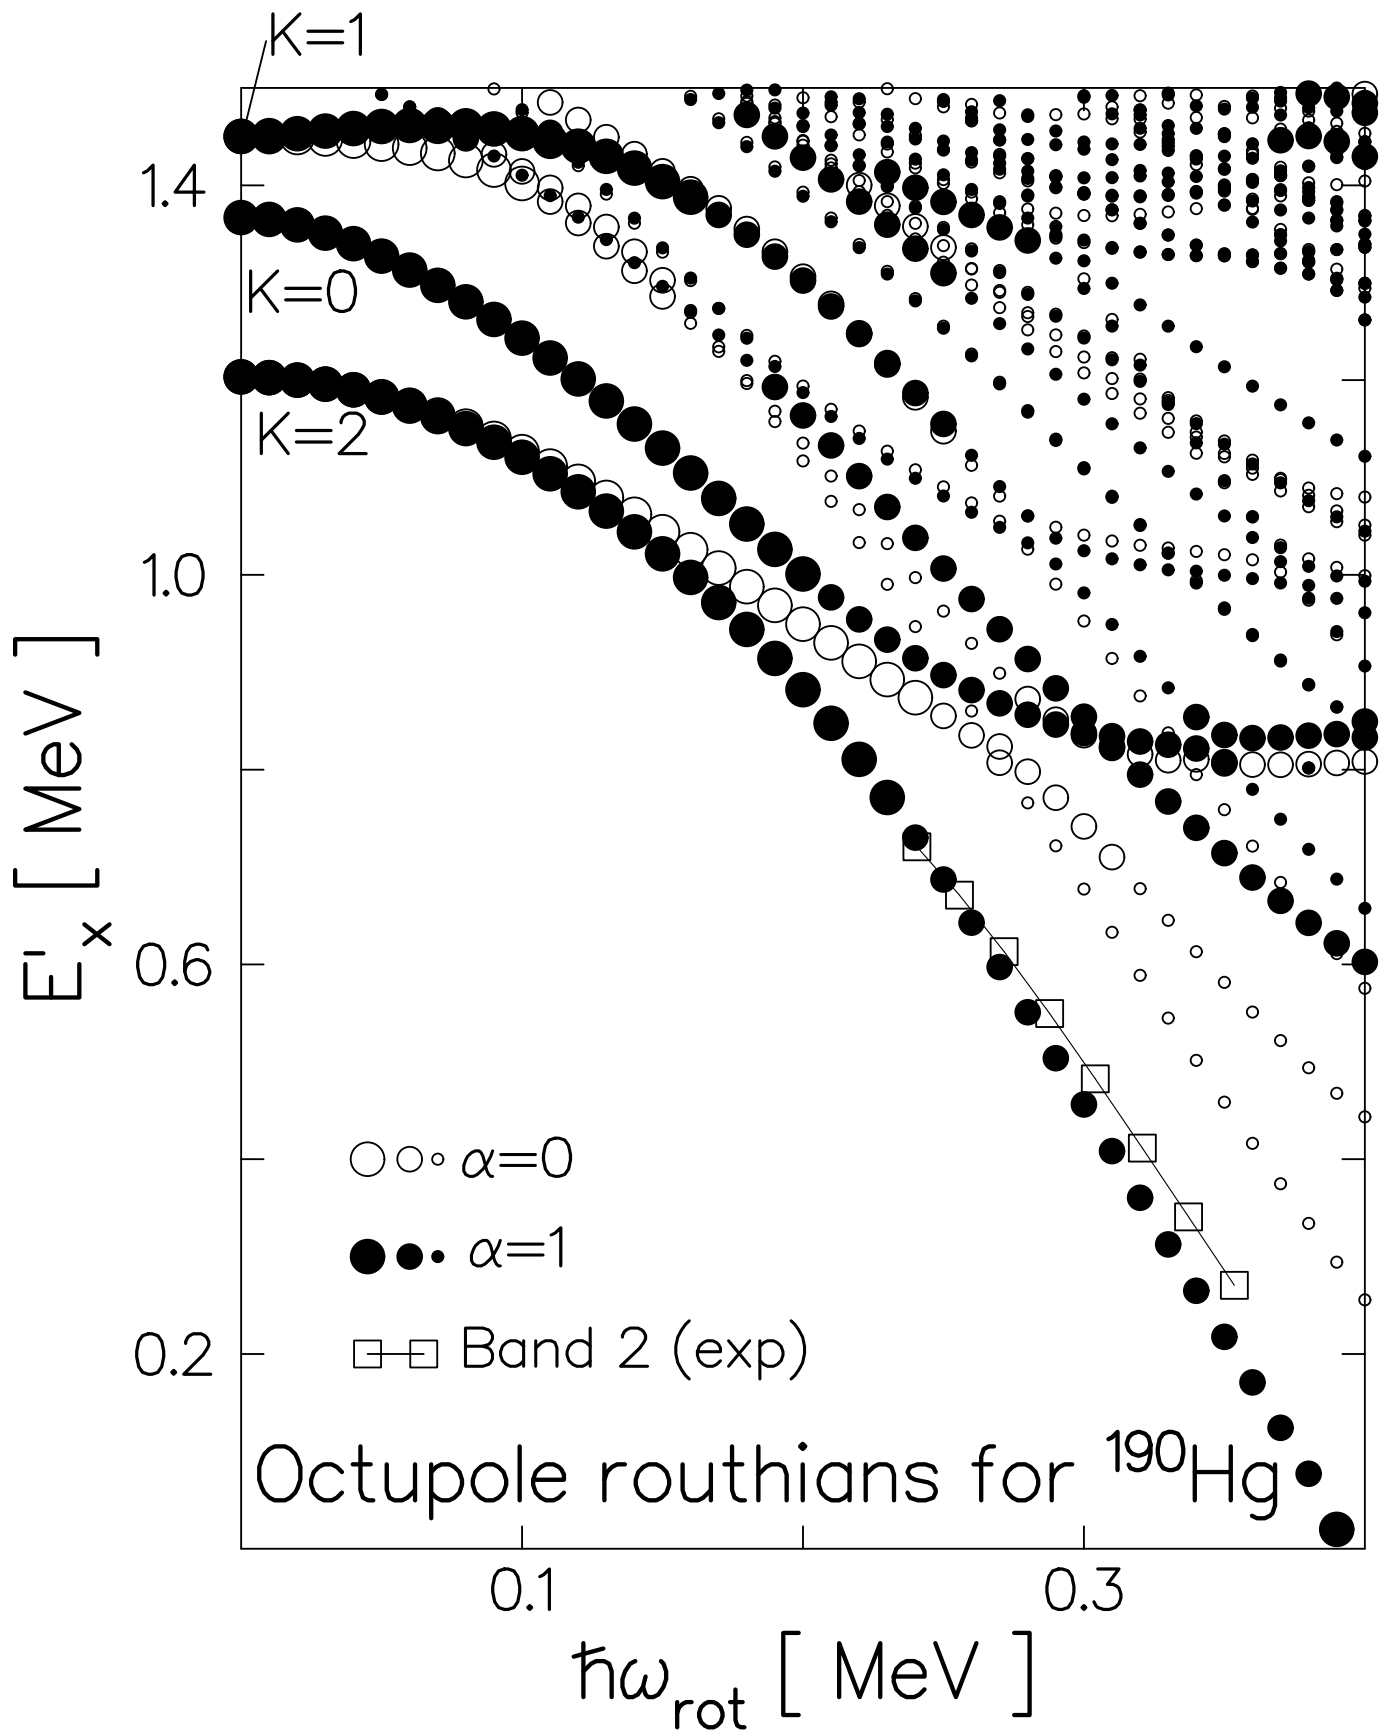 K=1
1.4
K=0
K=2
1.0
E'x [ MeV ]
0.6
α=0
α=1
0.2
Band 2 (exp)
Octupole routhians for ¹⁹⁰Hg
0.1
0.3
ħω_rot [ MeV ]